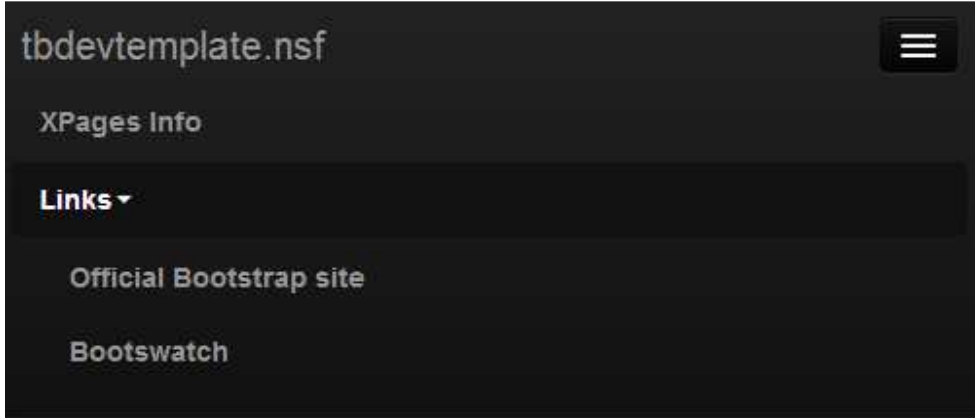 tbdevtemplate.nsf
XPages Info
Links
Official Bootstrap site
Bootswatch